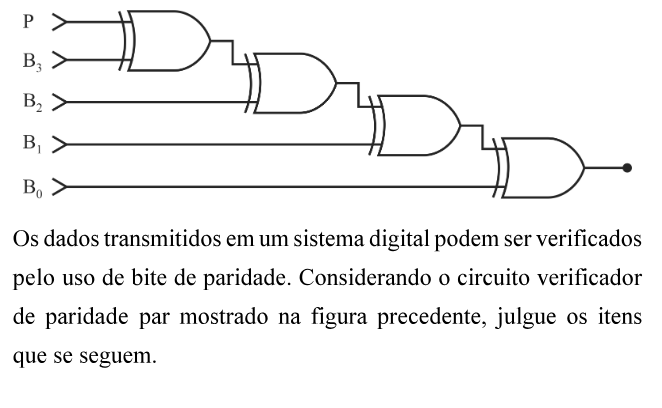 P
B₃
B₂
B₁
B₀
Os dados transmitidos em um sistema digital podem ser verificados
pelo uso de bite de paridade. Considerando o circuito verificador
de paridade par mostrado na figura precedente, julgue os itens
que se seguem.